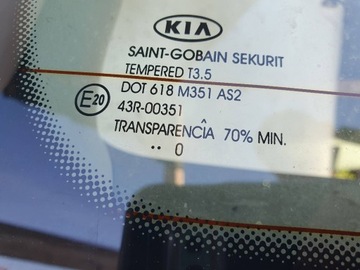 KIA
SAINT-GOBAIN SEKURIT
TEMPERED T3.5
DOT 618 M351 AS2
E20
43R-00351
TRANSPARENCÎA 70% MIN.
·· 0